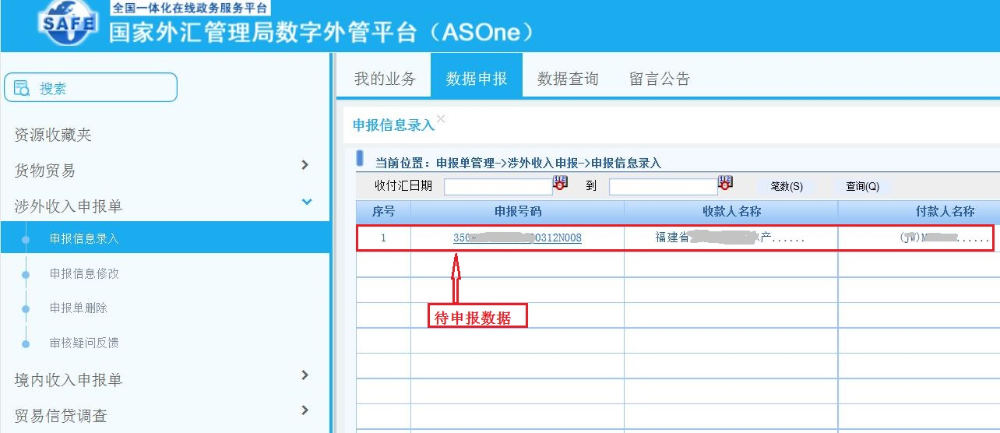 SAFE
全国一体化在线政务服务平台
国家外汇管理局数字外管平台（ASOne）
搜索
我的业务 数据申报 数据查询 留言公告
资源收藏夹
货物贸易
涉外收入申报单
申报信息录入
申报信息修改
申报单删除
审核疑问反馈
境内收入申报单
贸易信贷调查
申报信息录入
当前位置：申报单管理->涉外收入申报->申报信息录入
收付汇日期 到 笔数(S) 查询(Q)
序号 申报号码 收款人名称 付款人名称
1 350 0312N008 福建省 产...... (JW)M ......
待申报数据